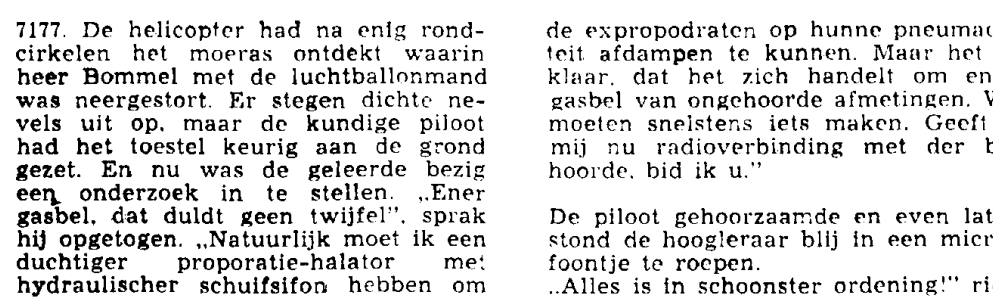 7177. De helicopter had na enig rond-
cirkelen het moeras ontdekt waarin
heer Bommel met de luchtballonmand
was neergestort. Er stegen dichte ne-
vels uit op, maar de kundige piloot
had het toestel keurig aan de grond
gezet. En nu was de geleerde bezig
een onderzoek in te stellen. „Ener
gasbel, dat duldt geen twijfel”, sprak
hij opgetogen. „Natuurlijk moet ik een
duchtiger proporatie-halator met
hydraulischer schuifsifon hebben om
de expropodraten op hunne
teit afdampen te kunnen. Maar het
klaar, dat het zich handelt om
gasbel van ongehoorde afmetingen.
moeten snelstens iets maken. Geeft
mij nu radioverbinding met der
hoorde, bid ik u.”
De piloot gehoorzaamde en even
stond de hoogleraar blij in een
foontje te roepen.
„Alles is in schoonster ordening!”